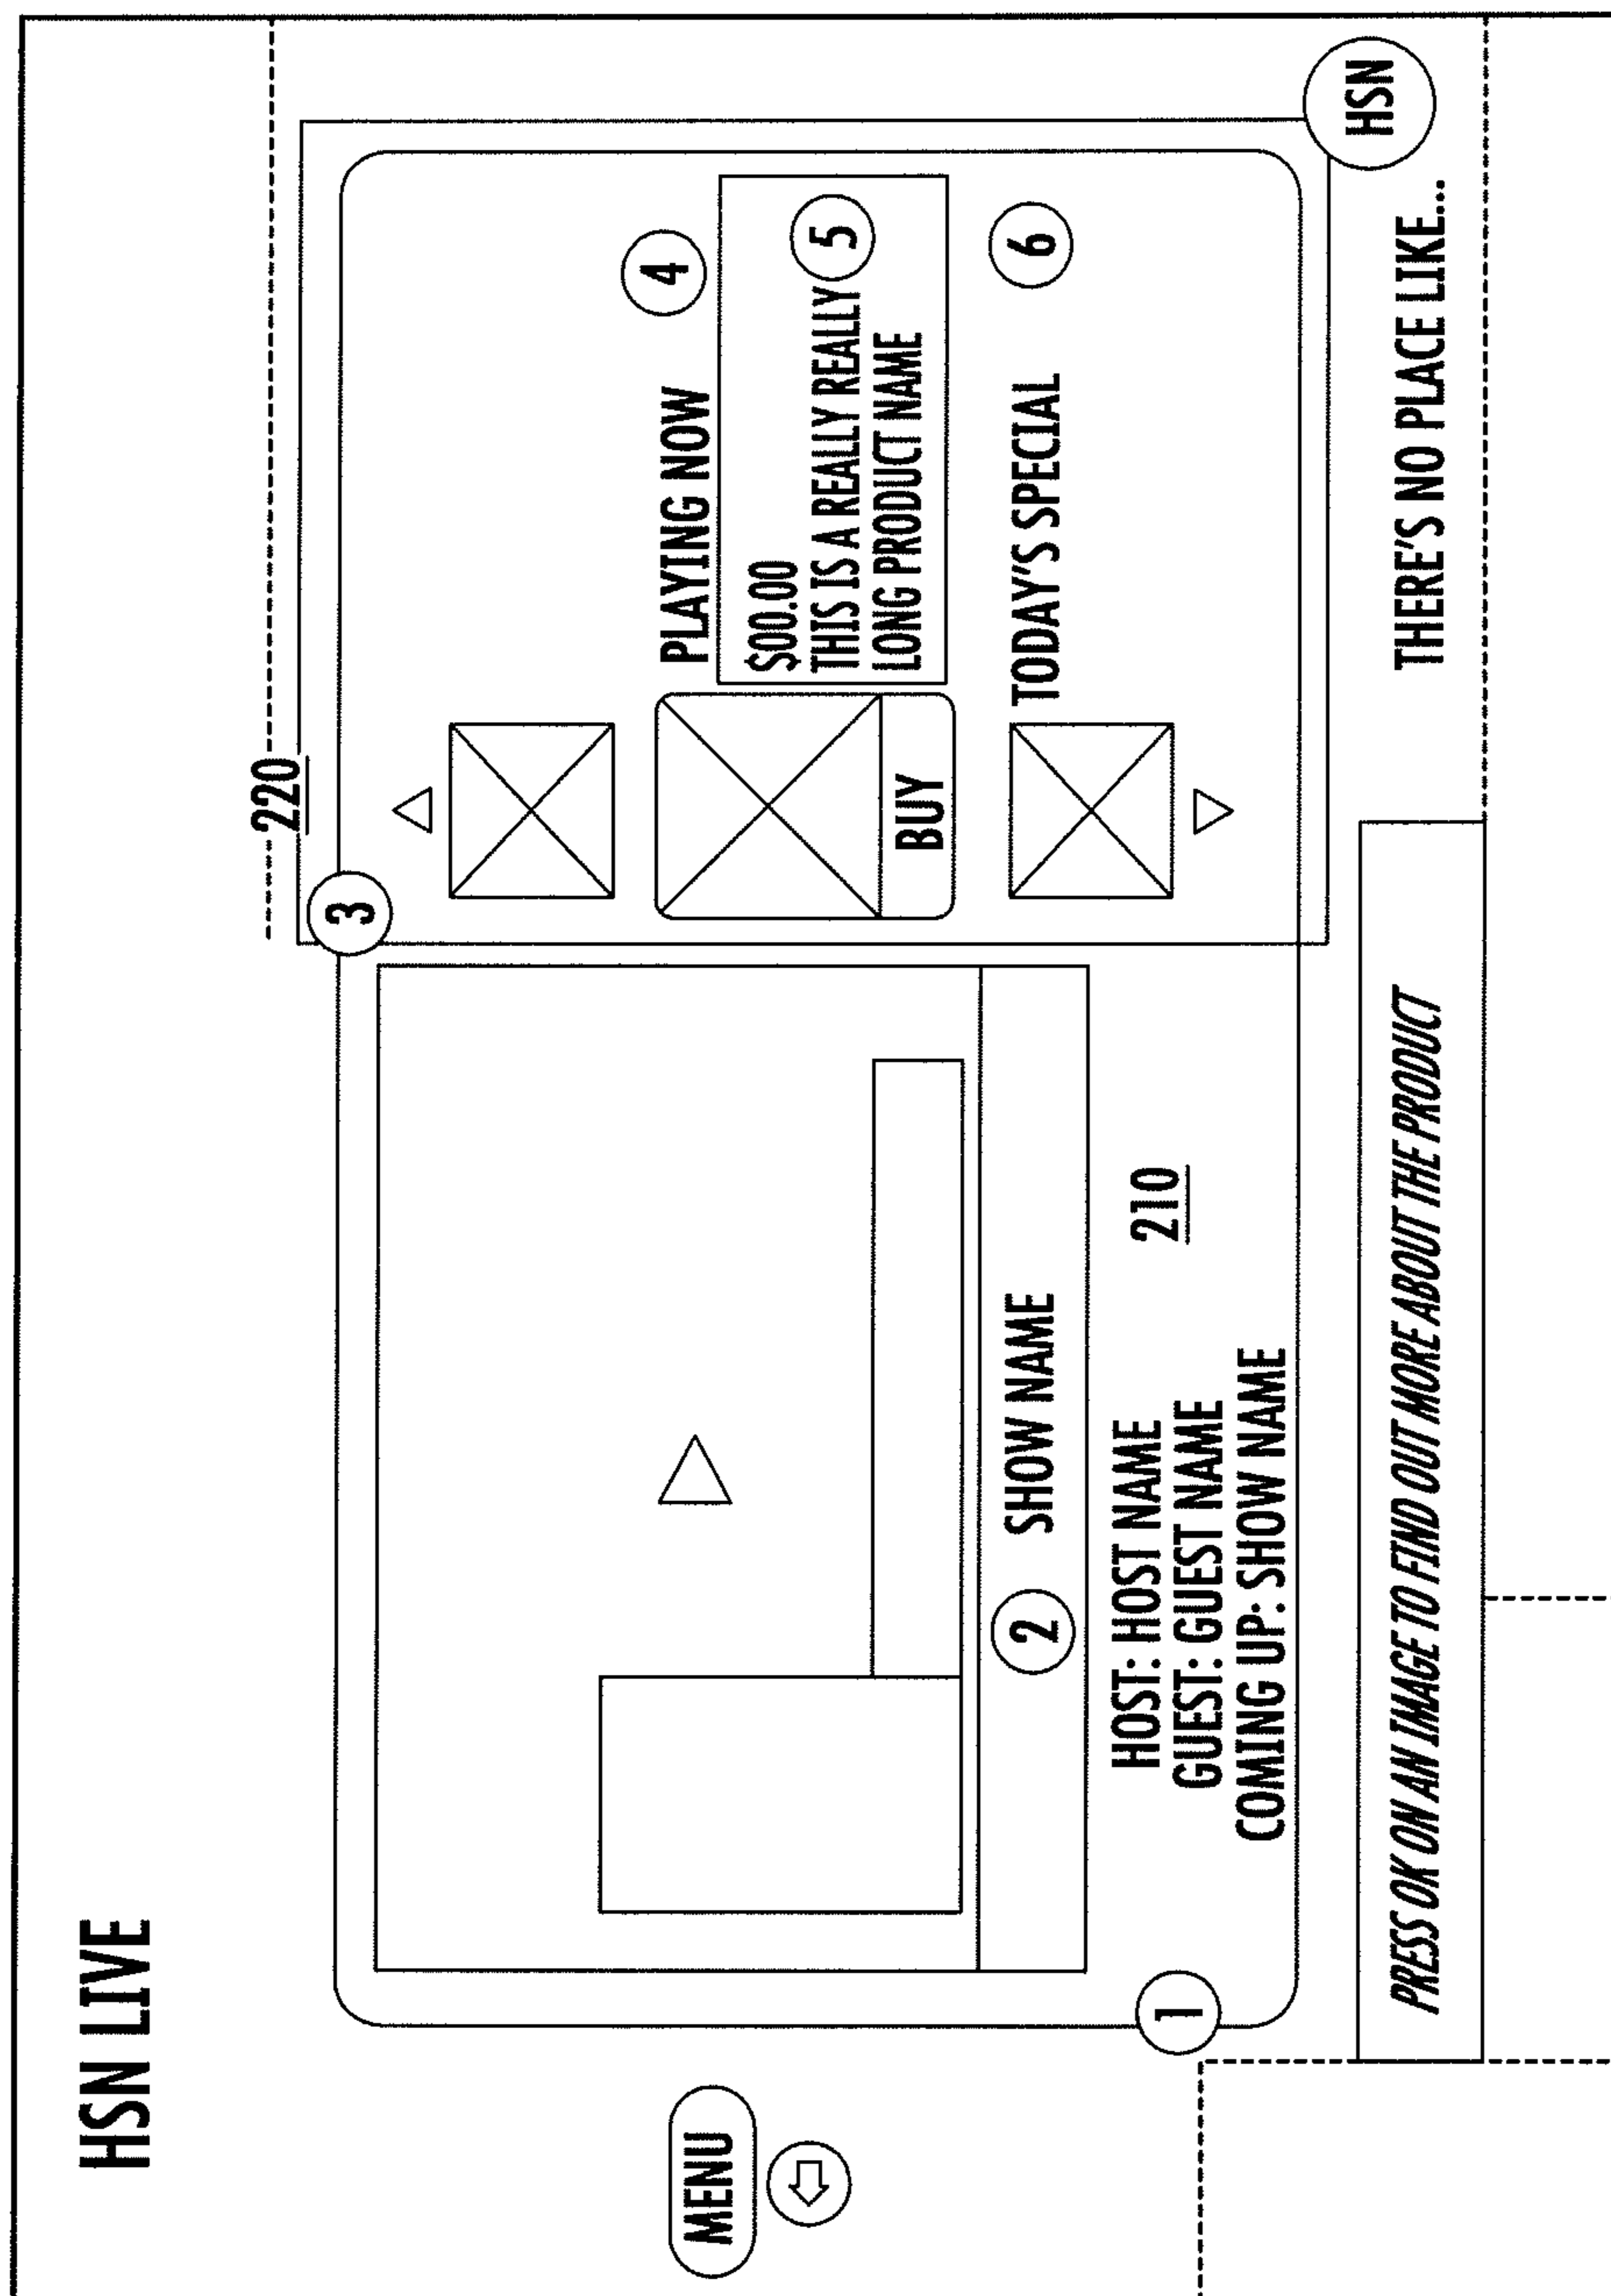 HSN LIVE
220
3
MENU
PLAYING NOW
4
$00.00
THIS IS A REALLY REALLY
5
LONG PRODUCT NAME
BUY
2
SHOW NAME
TODAY'S SPECIAL
6
1
HOST: HOST NAME
210
GUEST: GUEST NAME
COMING UP: SHOW NAME
PRESS OK ON AN IMAGE TO FIND OUT MORE ABOUT THE PRODUCT
THERE'S NO PLACE LIKE...
HSN